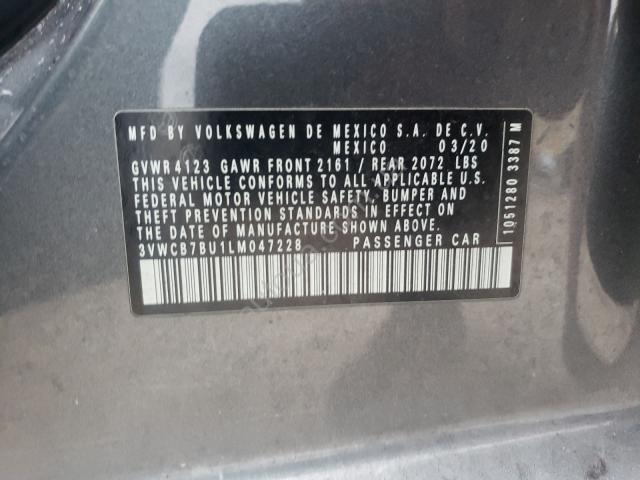 MFD BY VOLKSWAGEN DE MEXICO S.A. DE C.V.
MEXICO 03/20
GVWR 4123 GAWR FRONT 2161 / REAR 2072 LBS
THIS VEHICLE CONFORMS TO ALL APPLICABLE U.S.
FEDERAL MOTOR VEHICLE SAFETY, BUMPER AND
THEFT PREVENTION STANDARDS IN EFFECT ON
THE DATE OF MANUFACTURE SHOWN ABOVE.
3VWCB7BU1LM047228 PASSENGER CAR
1051280 3387 M